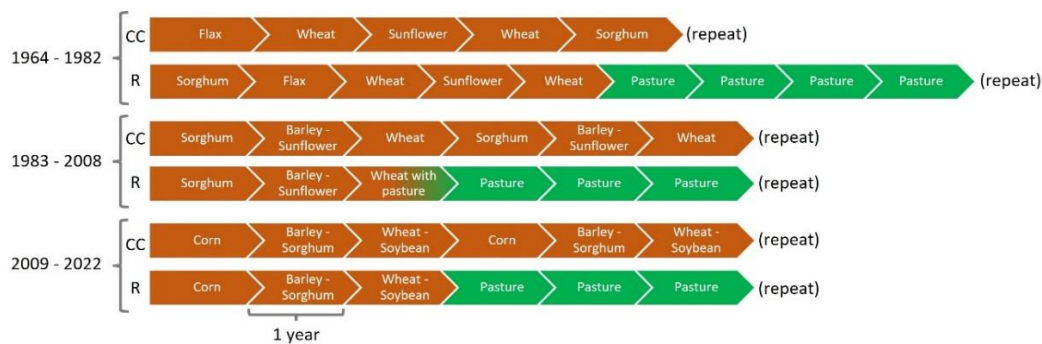 CC Flax Wheat Sunflower Wheat Sorghum (repeat)
1964 - 1982
R Sorghum Flax Wheat Sunflower Wheat Pasture Pasture Pasture Pasture (repeat)
CC Sorghum Barley - Sunflower Wheat Sorghum Barley - Sunflower Wheat (repeat)
1983 - 2008
R Sorghum Barley - Sunflower Wheat with pasture Pasture Pasture Pasture (repeat)
CC Corn Barley - Sorghum Wheat - Soybean Corn Barley - Sorghum Wheat - Soybean (repeat)
2009 - 2022
R Corn Barley - Sorghum Wheat - Soybean Pasture Pasture Pasture (repeat)
1 year